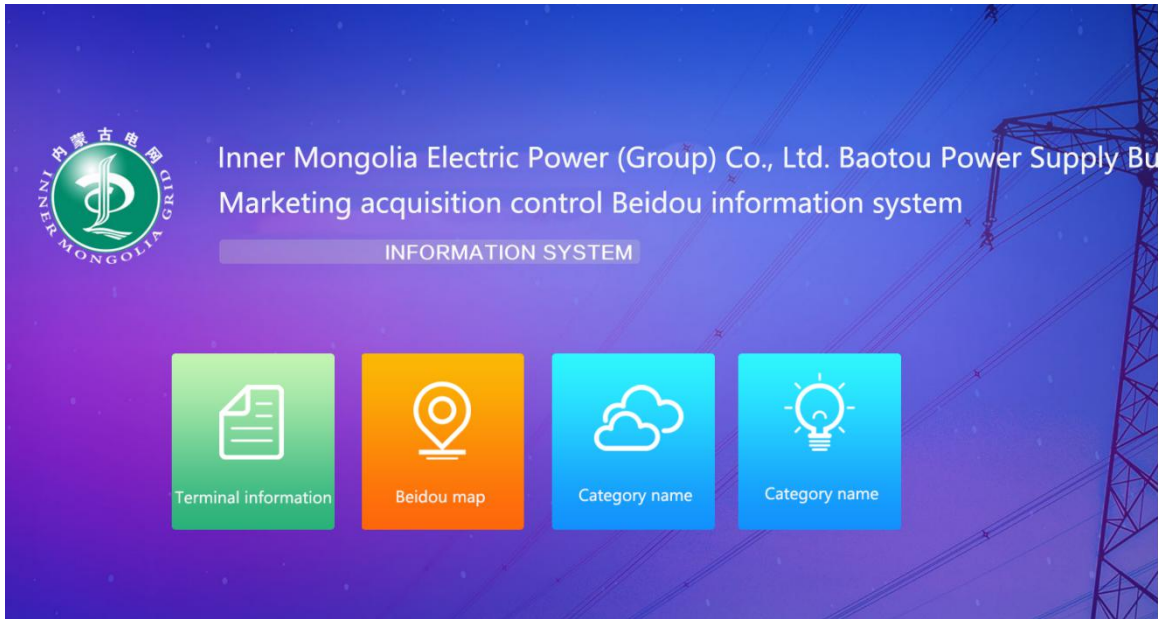 内蒙古电网
INNER MONGOLIA GRID
Inner Mongolia Electric Power (Group) Co., Ltd. Baotou Power Supply Bu
Marketing acquisition control Beidou information system
INFORMATION SYSTEM
Terminal information
Beidou map
Category name
Category name